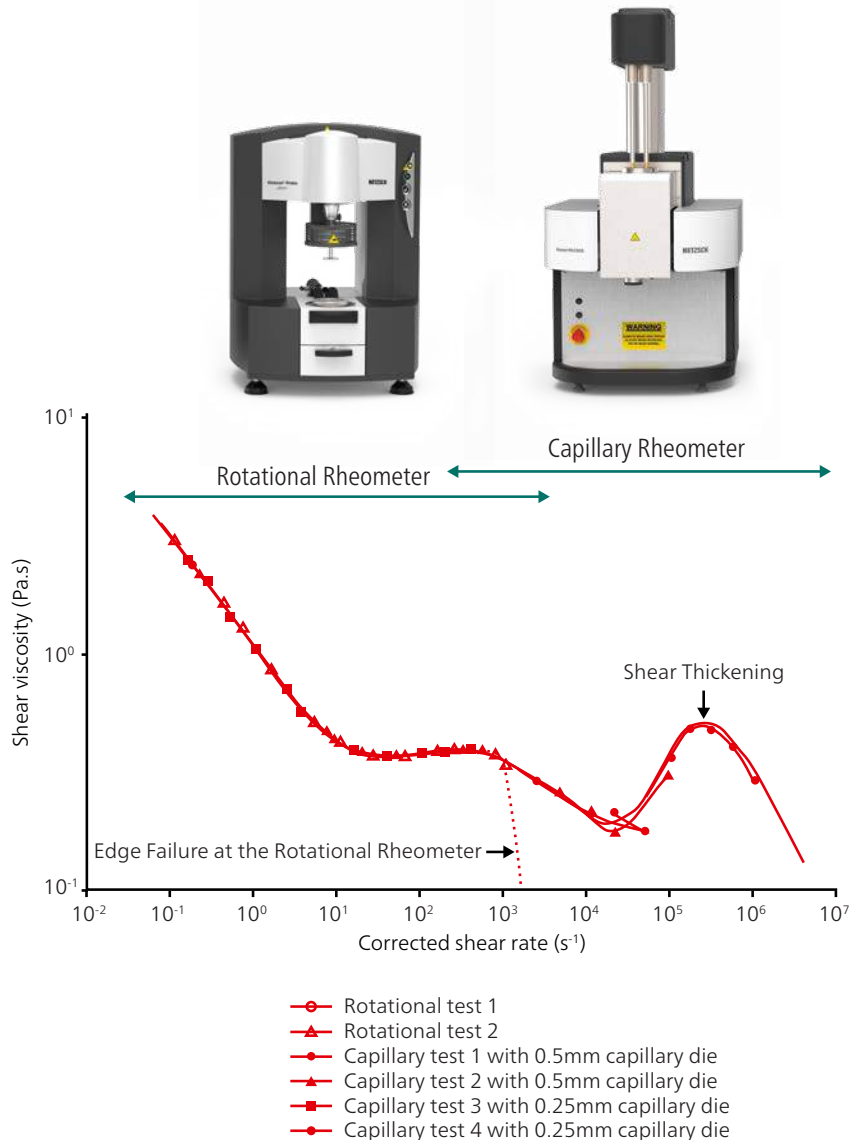 NETZSCH
NETZSCH
WARNING
10¹
Capillary Rheometer
Rotational Rheometer
Shear viscosity (Pa.s)
10⁰
Shear Thickening
Edge Failure at the Rotational Rheometer
10⁻¹
10⁻² 10⁻¹ 10⁰ 10¹ 10² 10³ 10⁴ 10⁵ 10⁶ 10⁷
Corrected shear rate (s⁻¹)
Rotational test 1
Rotational test 2
Capillary test 1 with 0.5mm capillary die
Capillary test 2 with 0.5mm capillary die
Capillary test 3 with 0.25mm capillary die
Capillary test 4 with 0.25mm capillary die